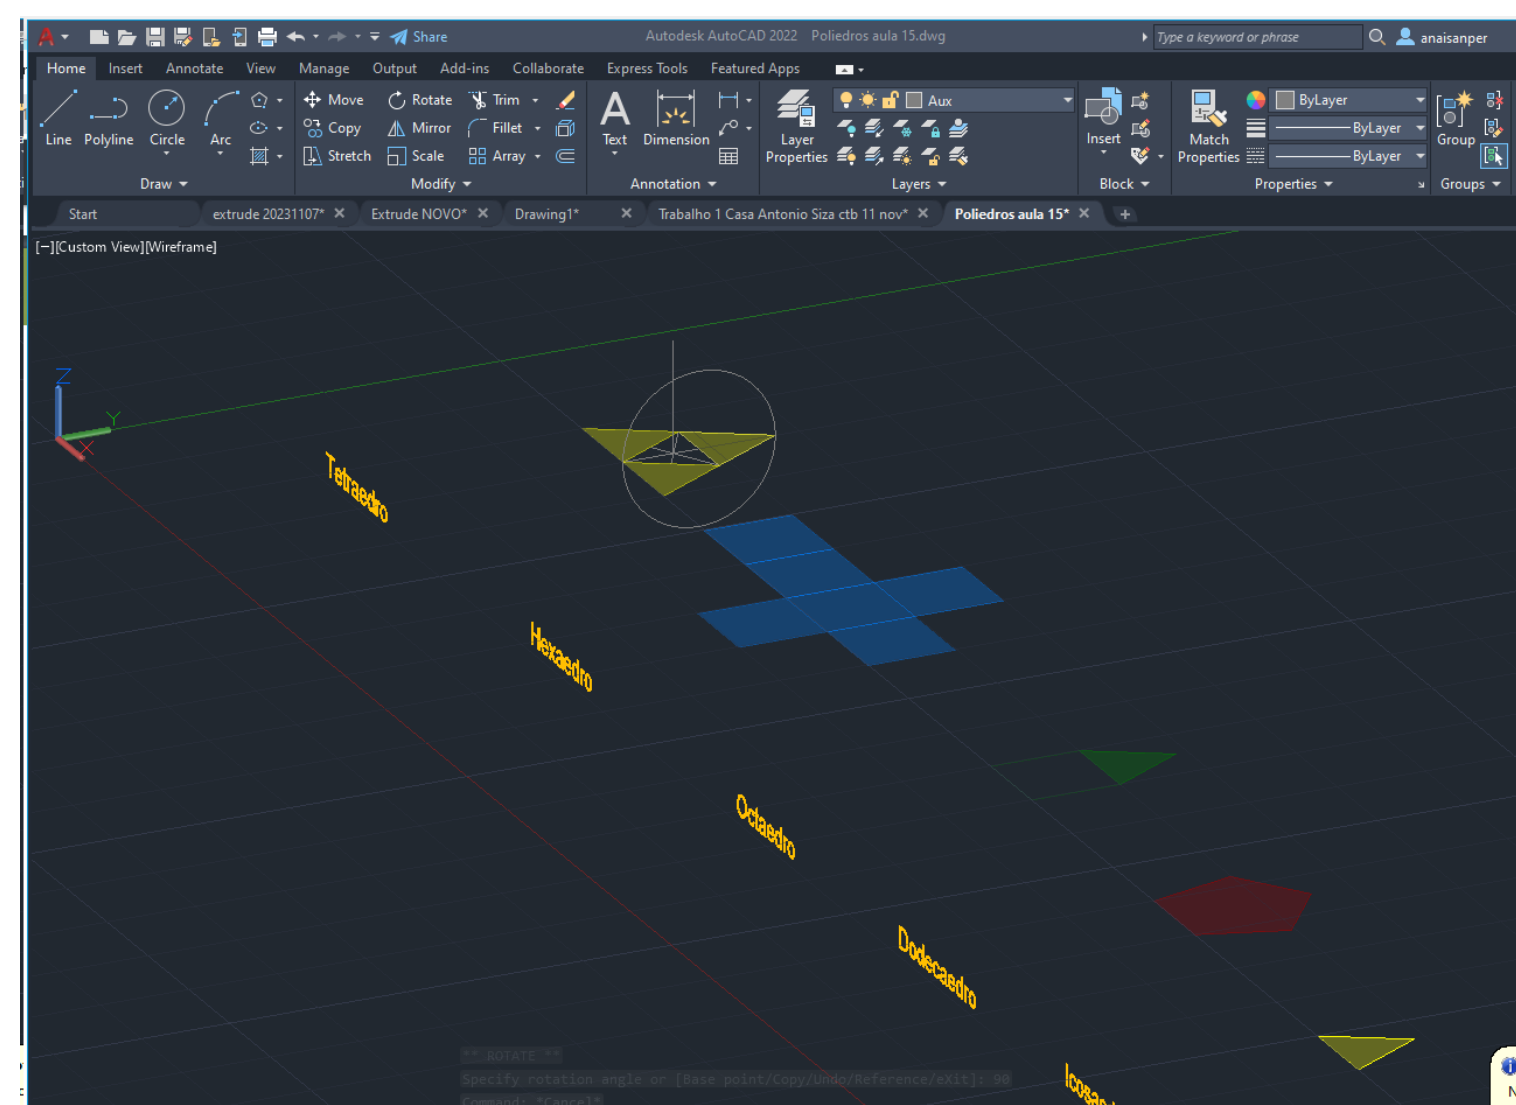 Share
Autodesk AutoCAD 2022 Poliedros aula 15.dwg
Type a keyword or phrase
anaisanper
Home Insert Annotate View Manage Output Add-ins Collaborate Express Tools Featured Apps
Line Polyline Circle Arc
Move Rotate Trim
Copy Mirror Fillet
Stretch Scale Array
Text Dimension
Layer Properties
Aux
Insert
Match Properties
ByLayer
ByLayer
ByLayer
Group
Draw Modify Annotation Layers Block Properties Groups
Start extrude 20231107* Extrude NOVO* Drawing1* Trabalho 1 Casa Antonio Siza ctb 11 nov* Poliedros aula 15*
[−][Custom View][Wireframe]
Z
Y
X
Tetraedro
Hexaedro
Octaedro
Dodecaedro
** ROTATE **
Specify rotation angle or [Base point/Copy/Undo/Reference/eXit]: 90
Command: *Cancel*